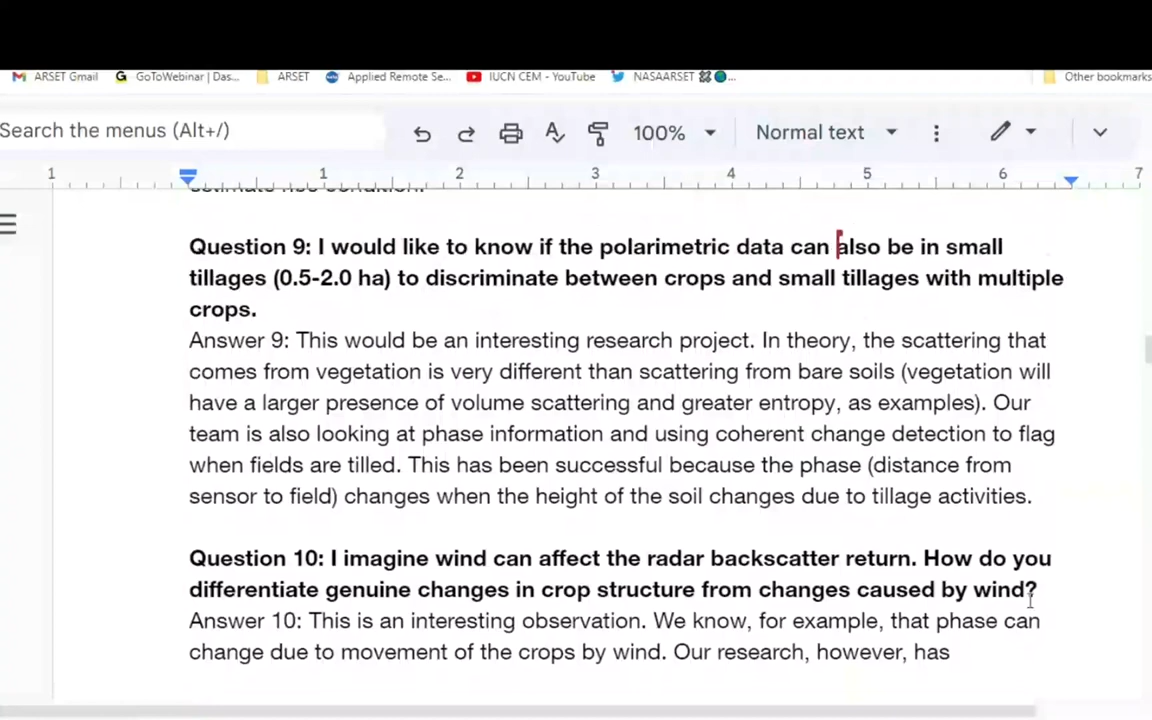 ARSET Gmail GoToWebinar | Das... ARSET Applied Remote Se... IUCN CEM - YouTube NASAARSET 🛰🌎... Other bookmarks
Search the menus (Alt+/) 100% Normal text
1 1 2 3 4 5 6 7
Question 9: I would like to know if the polarimetric data can also be in small
tillages (0.5-2.0 ha) to discriminate between crops and small tillages with multiple
crops.
Answer 9: This would be an interesting research project. In theory, the scattering that
comes from vegetation is very different than scattering from bare soils (vegetation will
have a larger presence of volume scattering and greater entropy, as examples). Our
team is also looking at phase information and using coherent change detection to flag
when fields are tilled. This has been successful because the phase (distance from
sensor to field) changes when the height of the soil changes due to tillage activities.
Question 10: I imagine wind can affect the radar backscatter return. How do you
differentiate genuine changes in crop structure from changes caused by wind?
Answer 10: This is an interesting observation. We know, for example, that phase can
change due to movement of the crops by wind. Our research, however, has